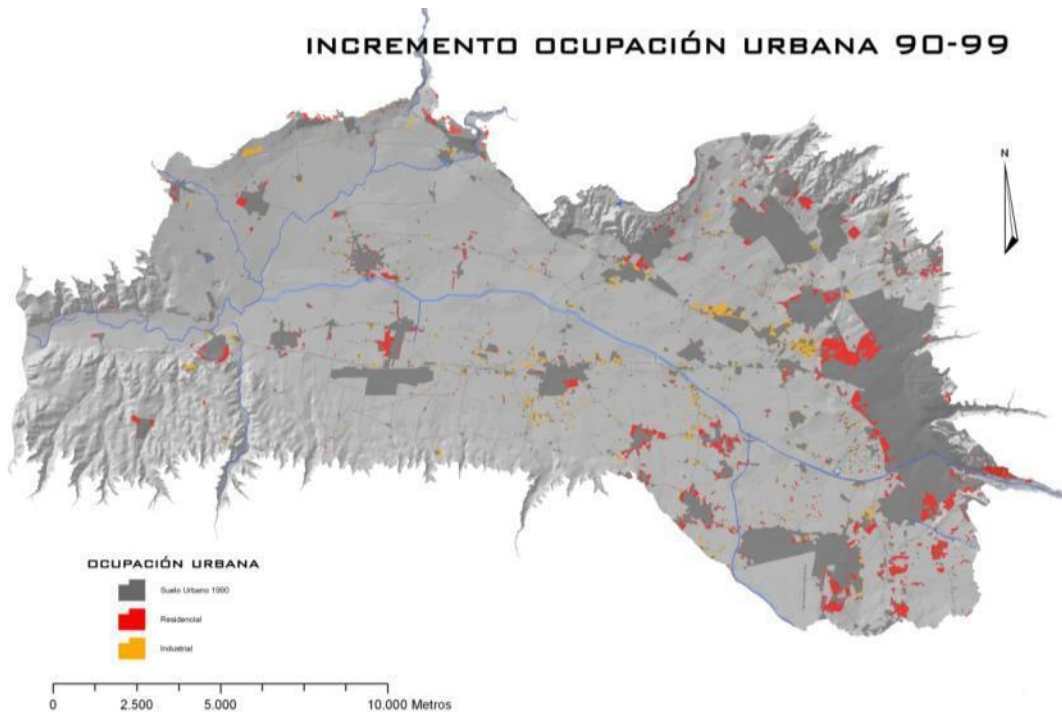 INCREMENTO OCUPACIÓN URBANA 90-99
N
OCUPACIÓN URBANA
Suelo Urbano 1990
Residencial
Industrial
0 2.500 5.000 10.000 Metros